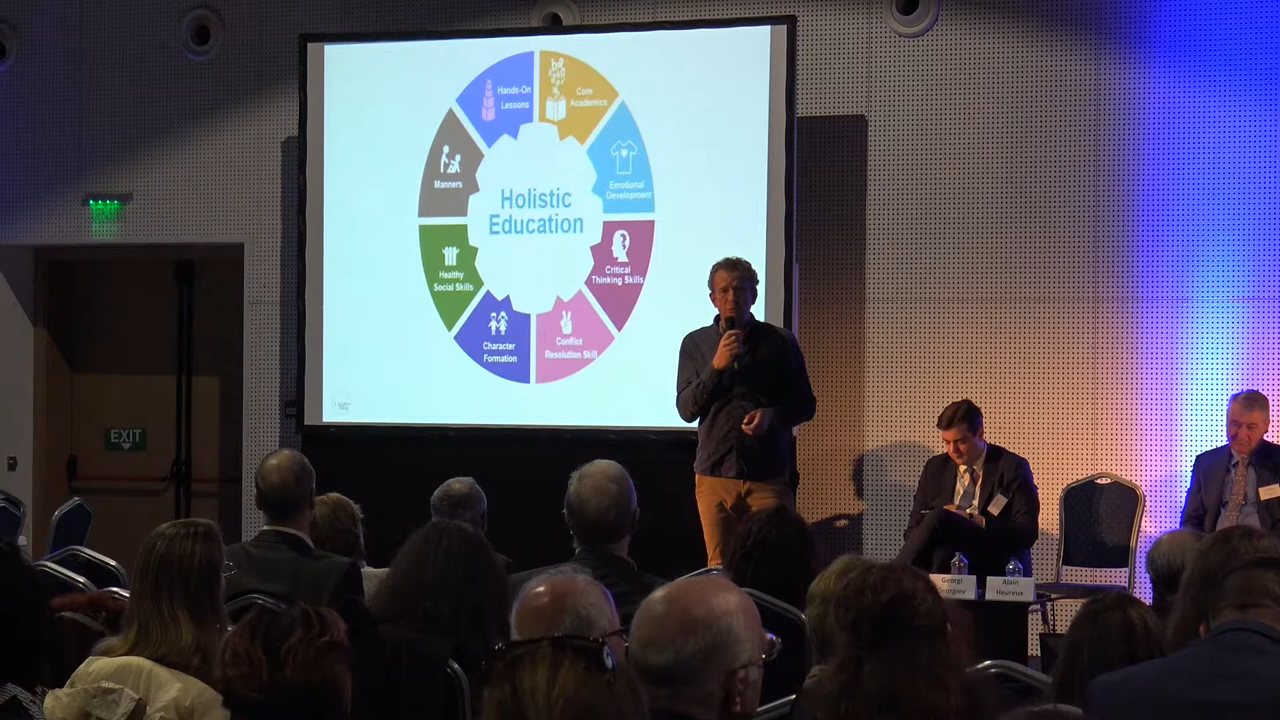 Hands-On
Lessons
Core
Academics
Manners
Emotional
Development
Holistic
Education
Healthy
Social Skills
Critical
Thinking Skills
Character
Formation
Conflict
Resolution Skill
EXIT
EXIT
Georgi
Alain
Heureux